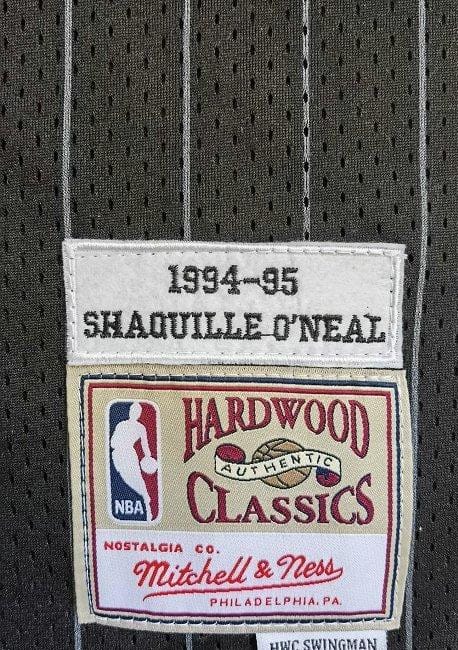 1994-95
SHAQUILLE O'NEAL
HARDWOOD
AUTHENTIC
CLASSICS
NBA
NOSTALGIA CO.
Mitchell & Ness
PHILADELPHIA, PA.
HWC SWINGMAN